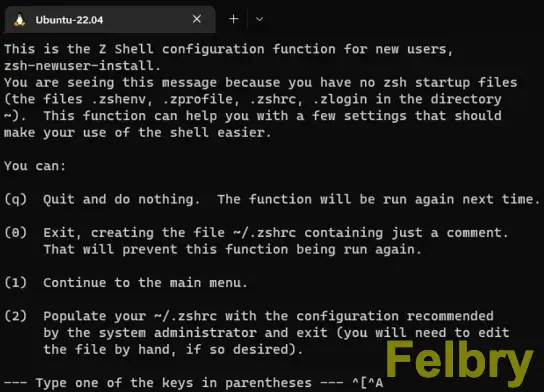 Ubuntu-22.04
This is the Z Shell configuration function for new users,
zsh-newuser-install.
You are seeing this message because you have no zsh startup files
(the files .zshenv, .zprofile, .zshrc, .zlogin in the directory
~).  This function can help you with a few settings that should
make your use of the shell easier.
You can:
(q)  Quit and do nothing.  The function will be run again next time.
(0)  Exit, creating the file ~/.zshrc containing just a comment.
That will prevent this function being run again.
(1)  Continue to the main menu.
(2)  Populate your ~/.zshrc with the configuration recommended
by the system administrator and exit (you will need to edit
the file by hand, if so desired).
--- Type one of the keys in parentheses --- ^[^A
Felbry